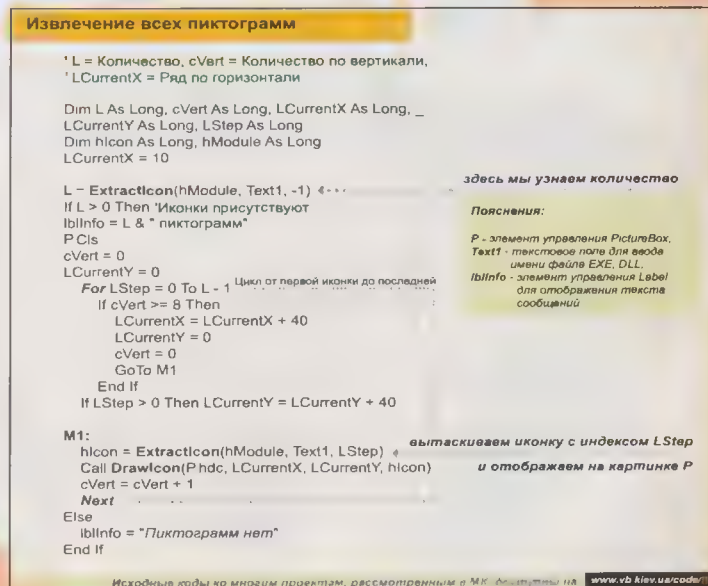 Извлечение всех пиктограмм
' L = Количество, cVert = Количество по вертикали,
' LCurrentX = Ряд по горизонтали
Dim L As Long, cVert As Long, LCurrentX As Long, _
LCurrentY As Long, LStep As Long
Dim hIcon As Long, hModule As Long
LCurrentX = 10
здесь мы узнаем количество
L = ExtractIcon(hModule, Text1, -1)
If L > 0 Then 'Иконки присутствуют
lblInfo = L & " пиктограмм"
P Cls
cVert = 0
LCurrentY = 0
For LStep = 0 To L - 1 Цикл от первой иконки до последней
If cVert >= 8 Then
LCurrentX = LCurrentX + 40
LCurrentY = 0
cVert = 0
GoTo M1
End If
If LStep > 0 Then LCurrentY = LCurrentY + 40
Пояснения:
P - элемент управления PictureBox,
Text1 - текстовое поле для ввода
имени файла EXE, DLL,
lblInfo - элемент управления Label
для отображения текста
сообщений
M1:
hIcon = ExtractIcon(hModule, Text1, LStep)
вытаскиваем иконку с индексом LStep
Call DrawIcon(P hdc, LCurrentX, LCurrentY, hIcon)
и отображаем на картинке P
cVert = cVert + 1
Next
Else
lblInfo = "Пиктограмм нет"
End If
Исходные коды ко многим проектам, рассмотренным в МК, доступны на www.vb kiev.ua/code/